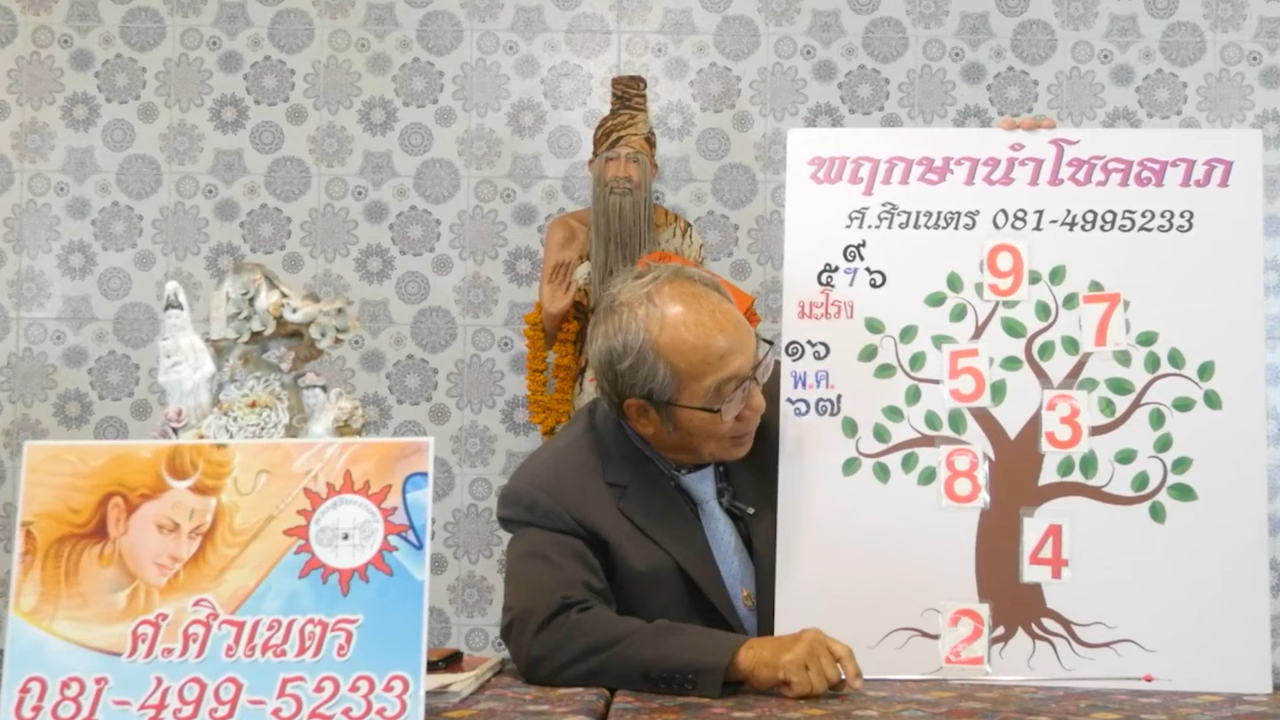 พฤกษานำโชคลาภ
ศ.ศิวเนตร 081-4995233
๙
๕ ฯ ๖
มะโรง
๑๖
พ.ค.
๖๗
9
7
5
3
8
4
2
ศ.ศิวเนตร
081-499-5233